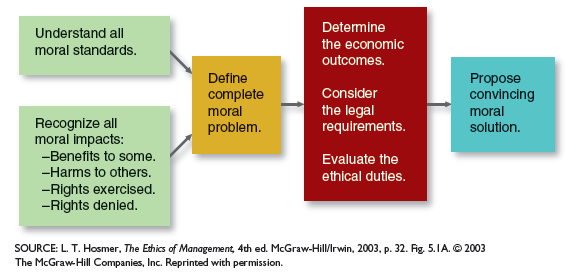 Understand all
moral standards.
Recognize all
moral impacts:
–Benefits to some.
–Harms to others.
–Rights exercised.
–Rights denied.
Define
complete
moral
problem.
Determine
the economic
outcomes.
Consider
the legal
requirements.
Evaluate the
ethical duties.
Propose
convincing
moral
solution.
SOURCE: L. T. Hosmer, The Ethics of Management, 4th ed. McGraw-Hill/Irwin, 2003, p. 32. Fig. 5.1A. © 2003
The McGraw-Hill Companies, Inc. Reprinted with permission.